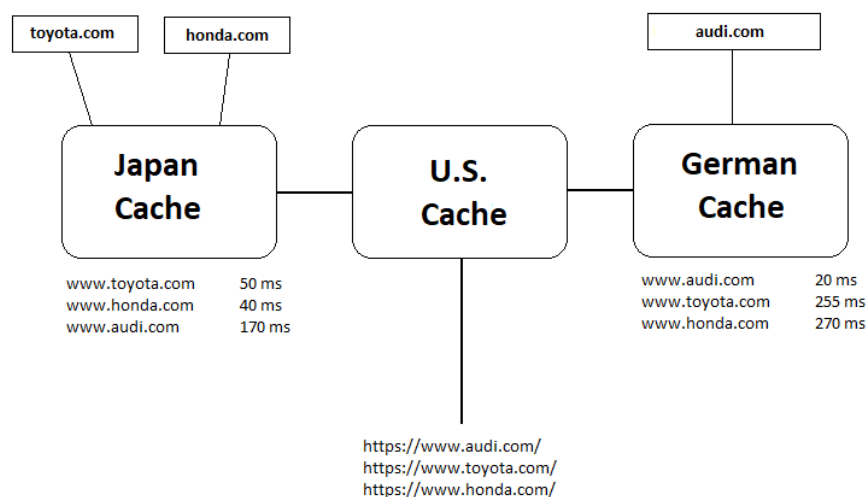 toyota.com
honda.com
audi.com
Japan
Cache
U.S.
Cache
German
Cache
www.toyota.com 50 ms
www.honda.com 40 ms
www.audi.com 170 ms
www.audi.com 20 ms
www.toyota.com 255 ms
www.honda.com 270 ms
https://www.audi.com/
https://www.toyota.com/
https://www.honda.com/